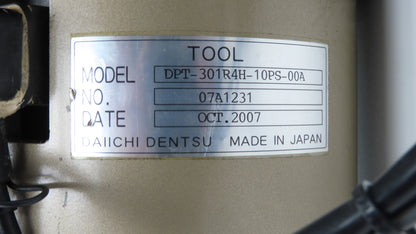 TOOL
MODEL DPT-301R4H-10PS-00A
NO. 07A1231
DATE OCT.2007
DAIICHI DENTSU MADE IN JAPAN